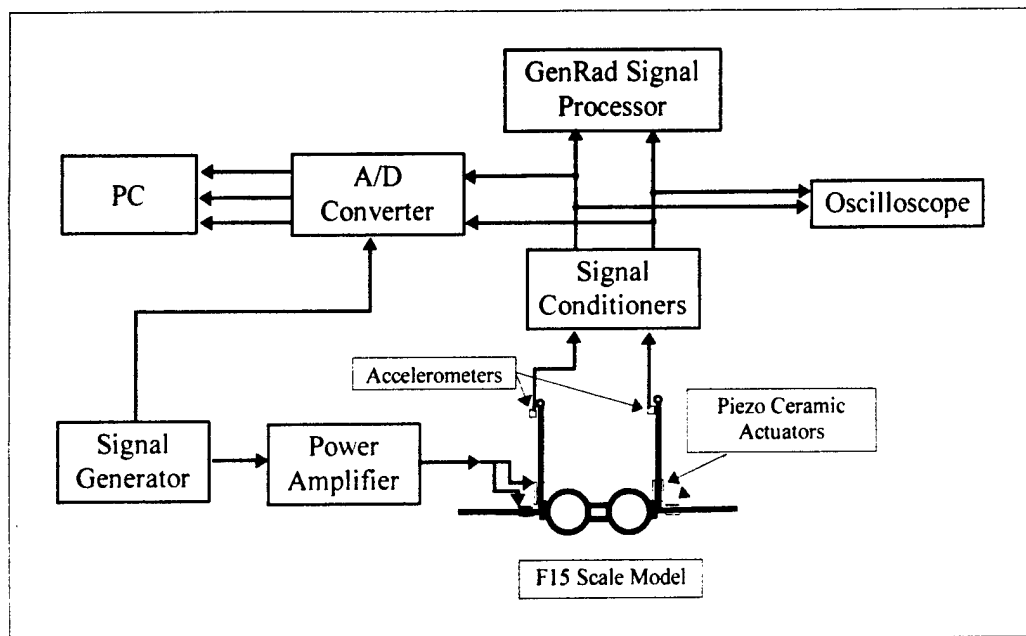 GenRad Signal
Processor
PC
A/D
Converter
Oscilloscope
Signal
Conditioners
Accelerometers
Piezo Ceramic
Actuators
Signal
Generator
Power
Amplifier
F15 Scale Model